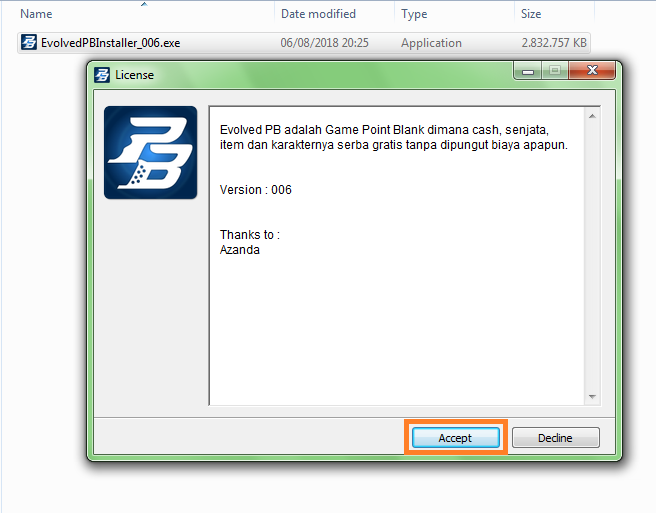 Name Date modified Type Size
EvolvedPBInstaller_006.exe 06/08/2018 20:25 Application 2.832.757 KB
License
PB
Evolved PB adalah Game Point Blank dimana cash, senjata,
item dan karakternya serba gratis tanpa dipungut biaya apapun.
Version : 006
Thanks to :
Azanda
Accept Decline